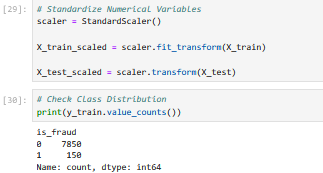 [29]: # Standardize Numerical Variables
scaler = StandardScaler()
X_train_scaled = scaler.fit_transform(X_train)
X_test_scaled = scaler.transform(X_test)
[30]: # Check Class Distribution
print(y_train.value_counts())
is_fraud
0    7850
1     150
Name: count, dtype: int64